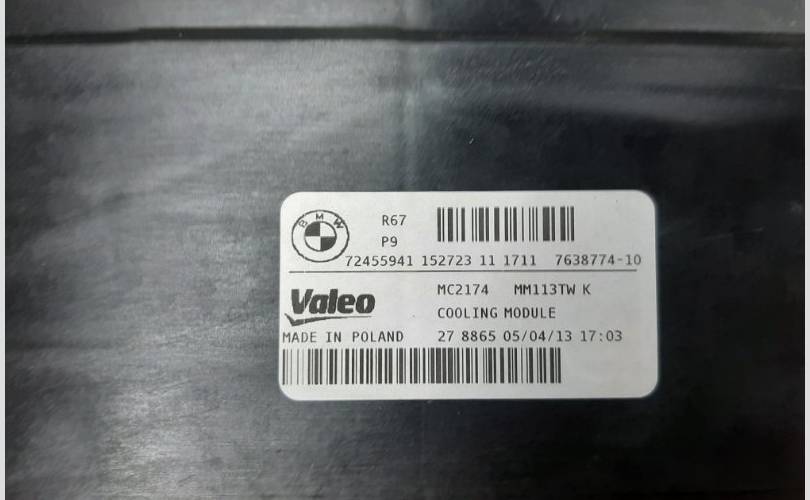 BMW
R67
P9
72455941 152723 11 1711 7638774-10
Valeo
MC2174 MM113TW K
COOLING MODULE
MADE IN POLAND 27 8865 05/04/13 17:03